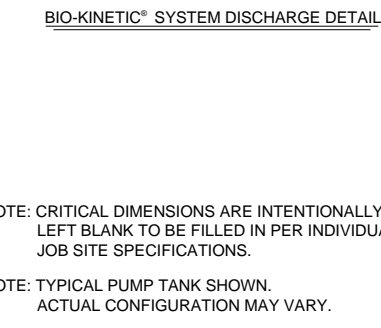 BIO-KINETIC® SYSTEM DISCHARGE DETAIL
OTE: CRITICAL DIMENSIONS ARE INTENTIONALLY
LEFT BLANK TO BE FILLED IN PER INDIVIDUA
JOB SITE SPECIFICATIONS.
OTE: TYPICAL PUMP TANK SHOWN.
ACTUAL CONFIGURATION MAY VARY.